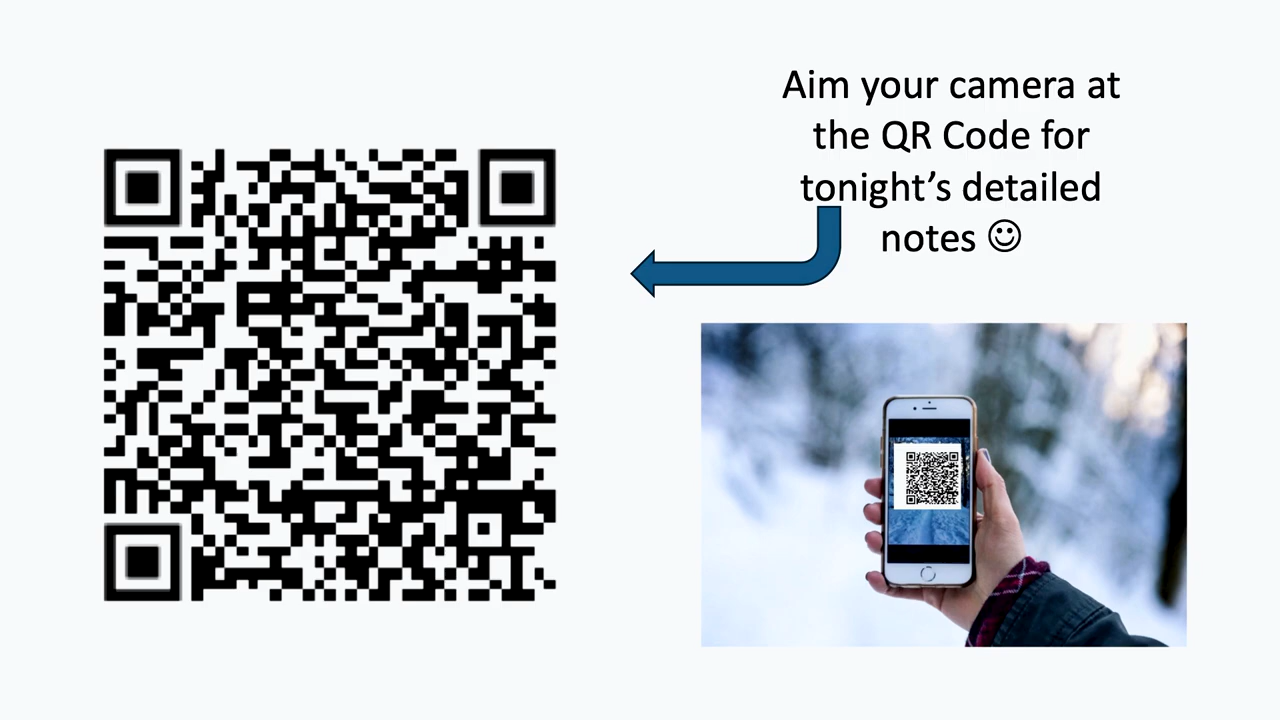 Aim your camera at
the QR Code for
tonight’s detailed
notes ☺